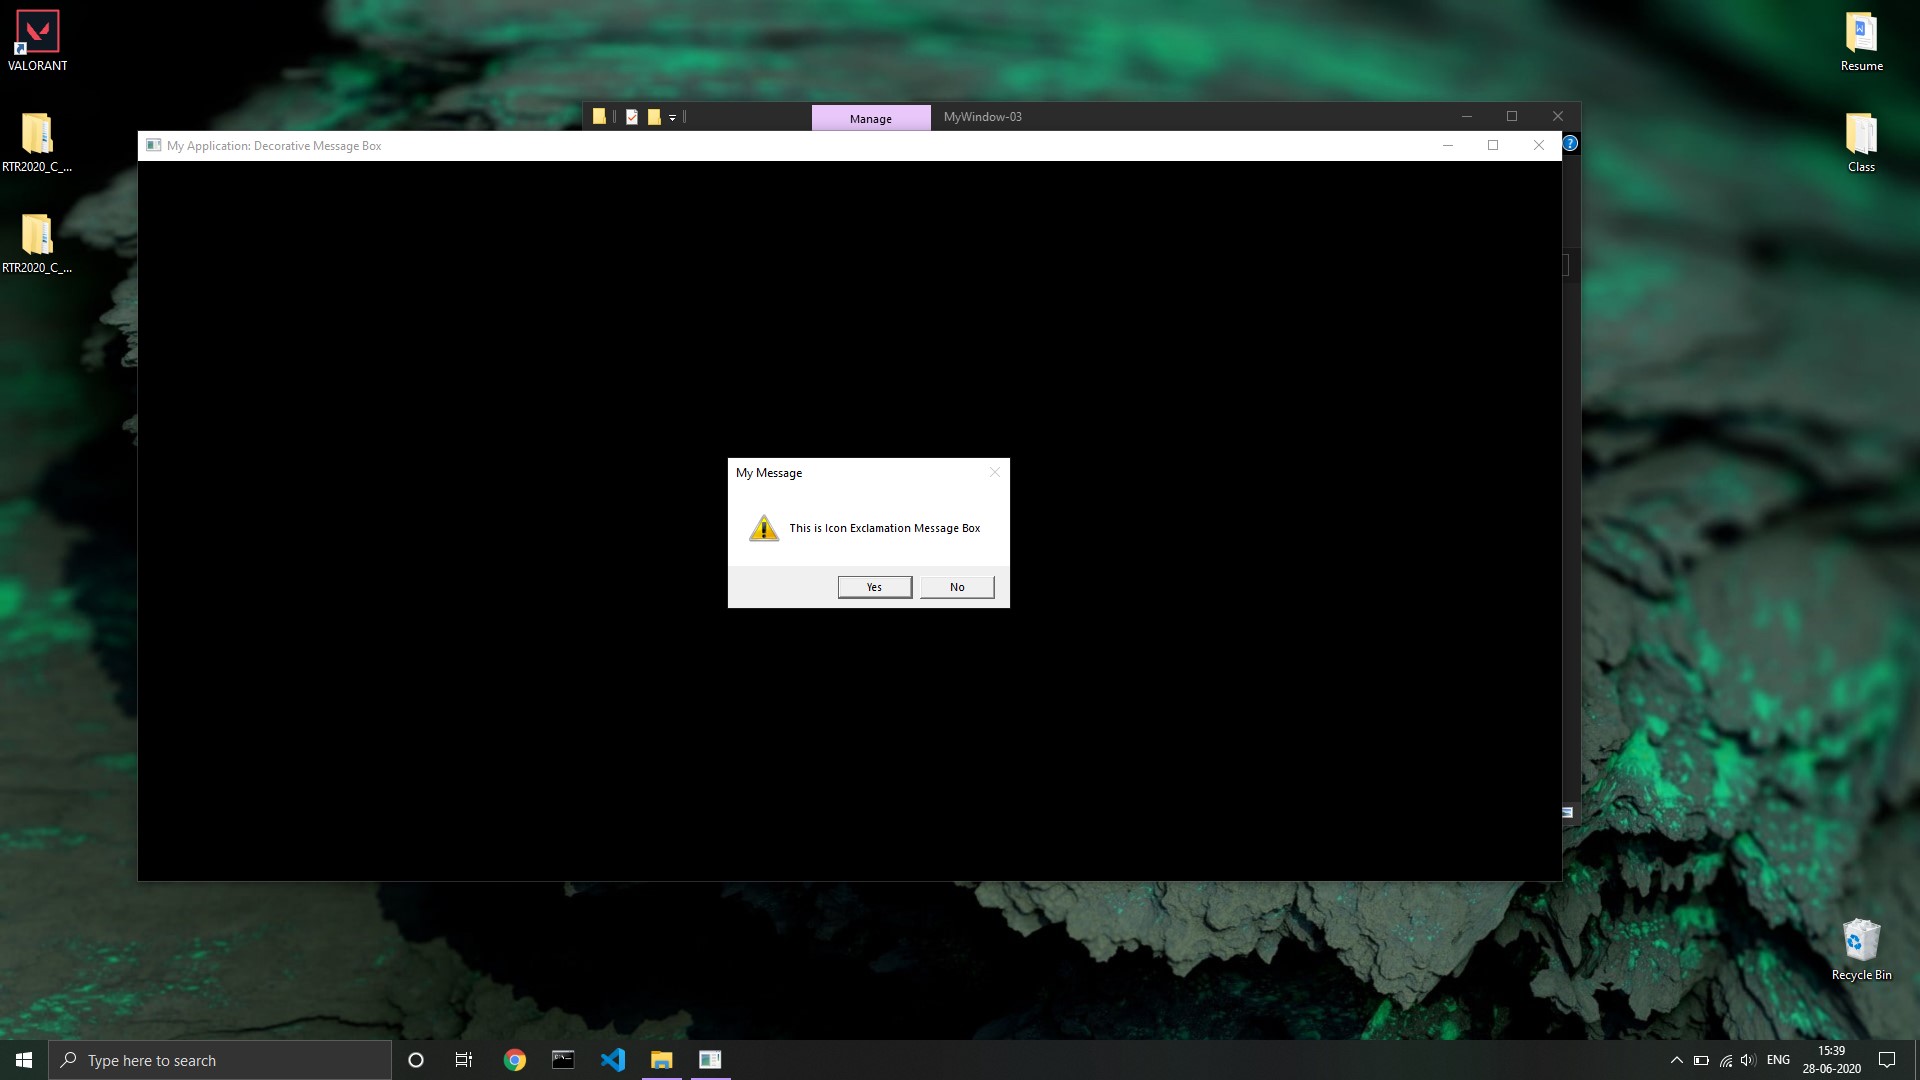 VALORANT
RTR2020_C_...
RTR2020_C_...
Resume
Class
Recycle Bin
Manage
MyWindow-03
My Application: Decorative Message Box
My Message
This is Icon Exclamation Message Box
Yes
No
Type here to search
ENG
15:39
28-06-2020